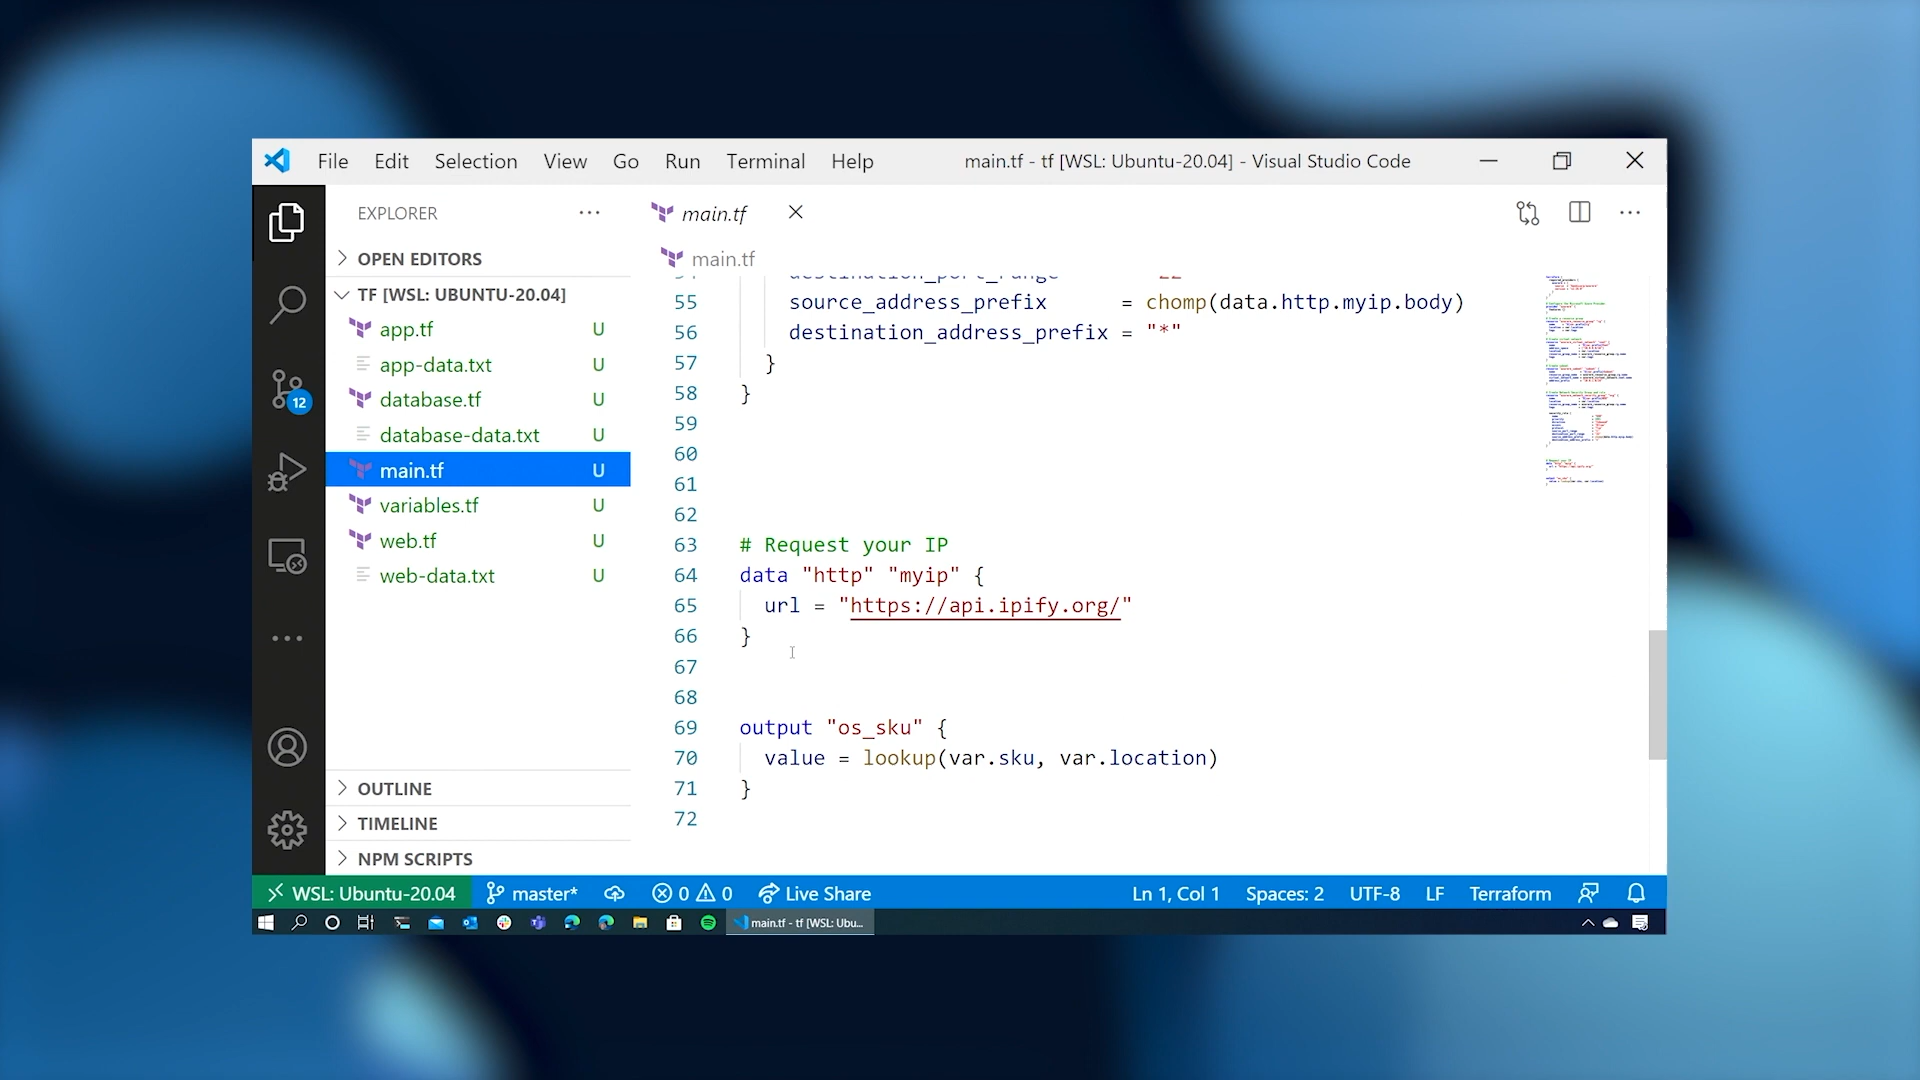 File Edit Selection View Go Run Terminal Help main.tf - tf [WSL: Ubuntu-20.04] - Visual Studio Code
EXPLORER
OPEN EDITORS
TF [WSL: UBUNTU-20.04]
app.tf U
app-data.txt U
database.tf U
database-data.txt U
main.tf U
variables.tf U
web.tf U
web-data.txt U
OUTLINE
TIMELINE
NPM SCRIPTS
12
main.tf
main.tf
55 source_address_prefix = chomp(data.http.myip.body)
56 destination_address_prefix = "*"
57 }
58 }
59
60
61
62
63 # Request your IP
64 data "http" "myip" {
65 url = "https://api.ipify.org/"
66 }
67
68
69 output "os_sku" {
70 value = lookup(var.sku, var.location)
71 }
72
WSL: Ubuntu-20.04 master* 0 0 Live Share Ln 1, Col 1 Spaces: 2 UTF-8 LF Terraform
main.tf - tf [WSL: Ubu...